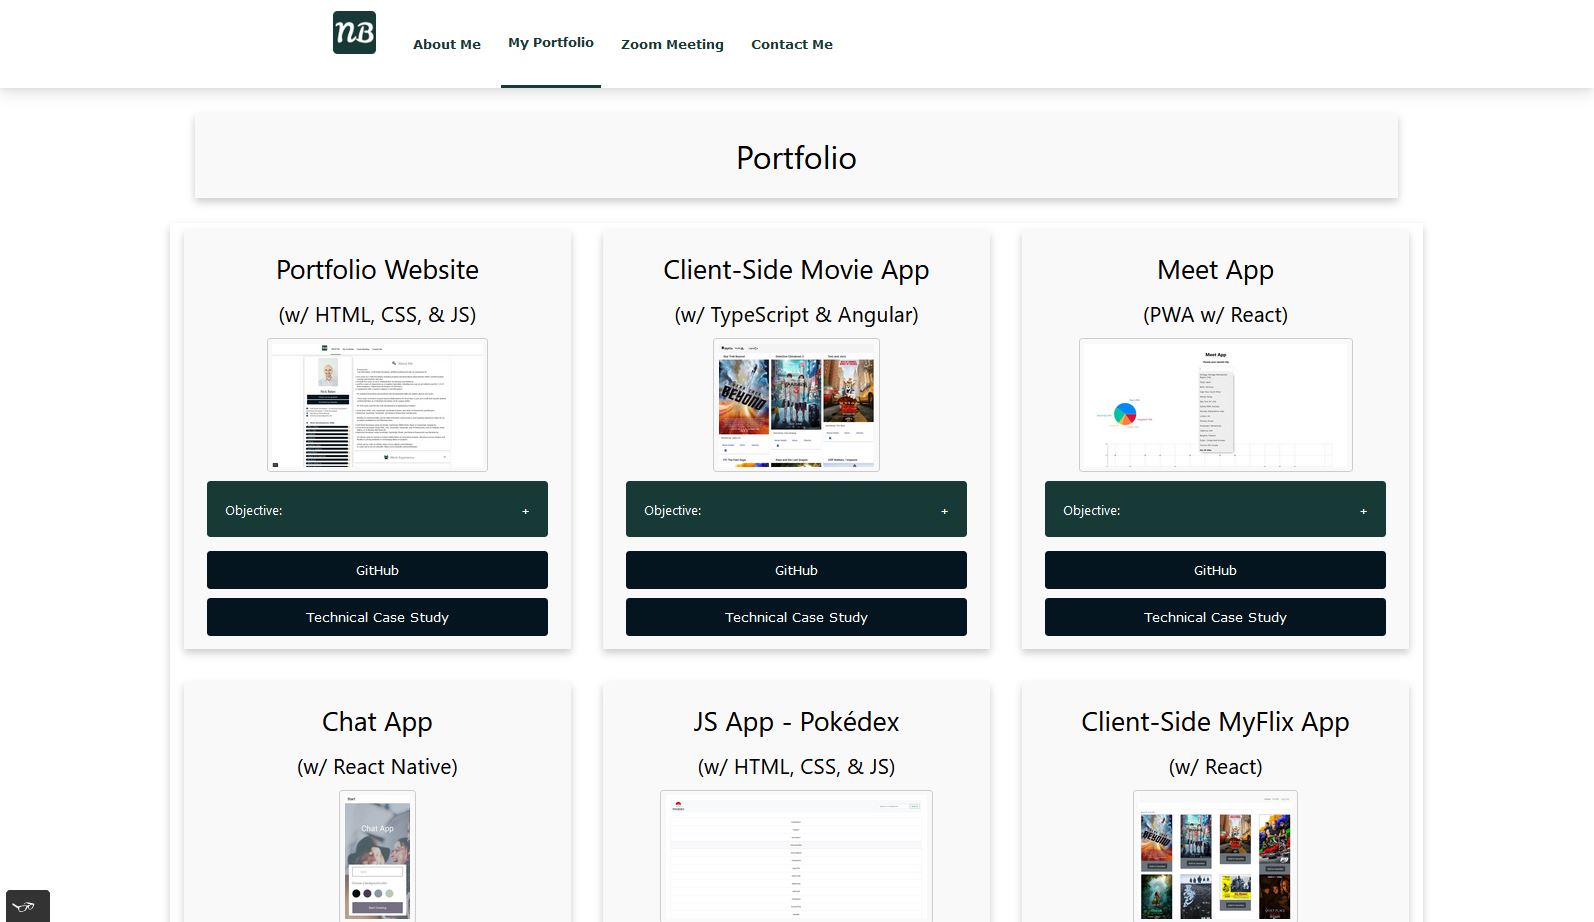 NB
About Me
My Portfolio
Zoom Meeting
Contact Me
Portfolio
Portfolio Website
(w/ HTML, CSS, & JS)
Objective:
+
GitHub
Technical Case Study
Client-Side Movie App
(w/ TypeScript & Angular)
BEYOND
Objective:
+
GitHub
Technical Case Study
Meet App
(PWA w/ React)
Meet App
Objective:
+
GitHub
Technical Case Study
Chat App
(w/ React Native)
Start
Chat App
JS App - Pokédex
(w/ HTML, CSS, & JS)
Client-Side MyFlix App
(w/ React)
BEYOND